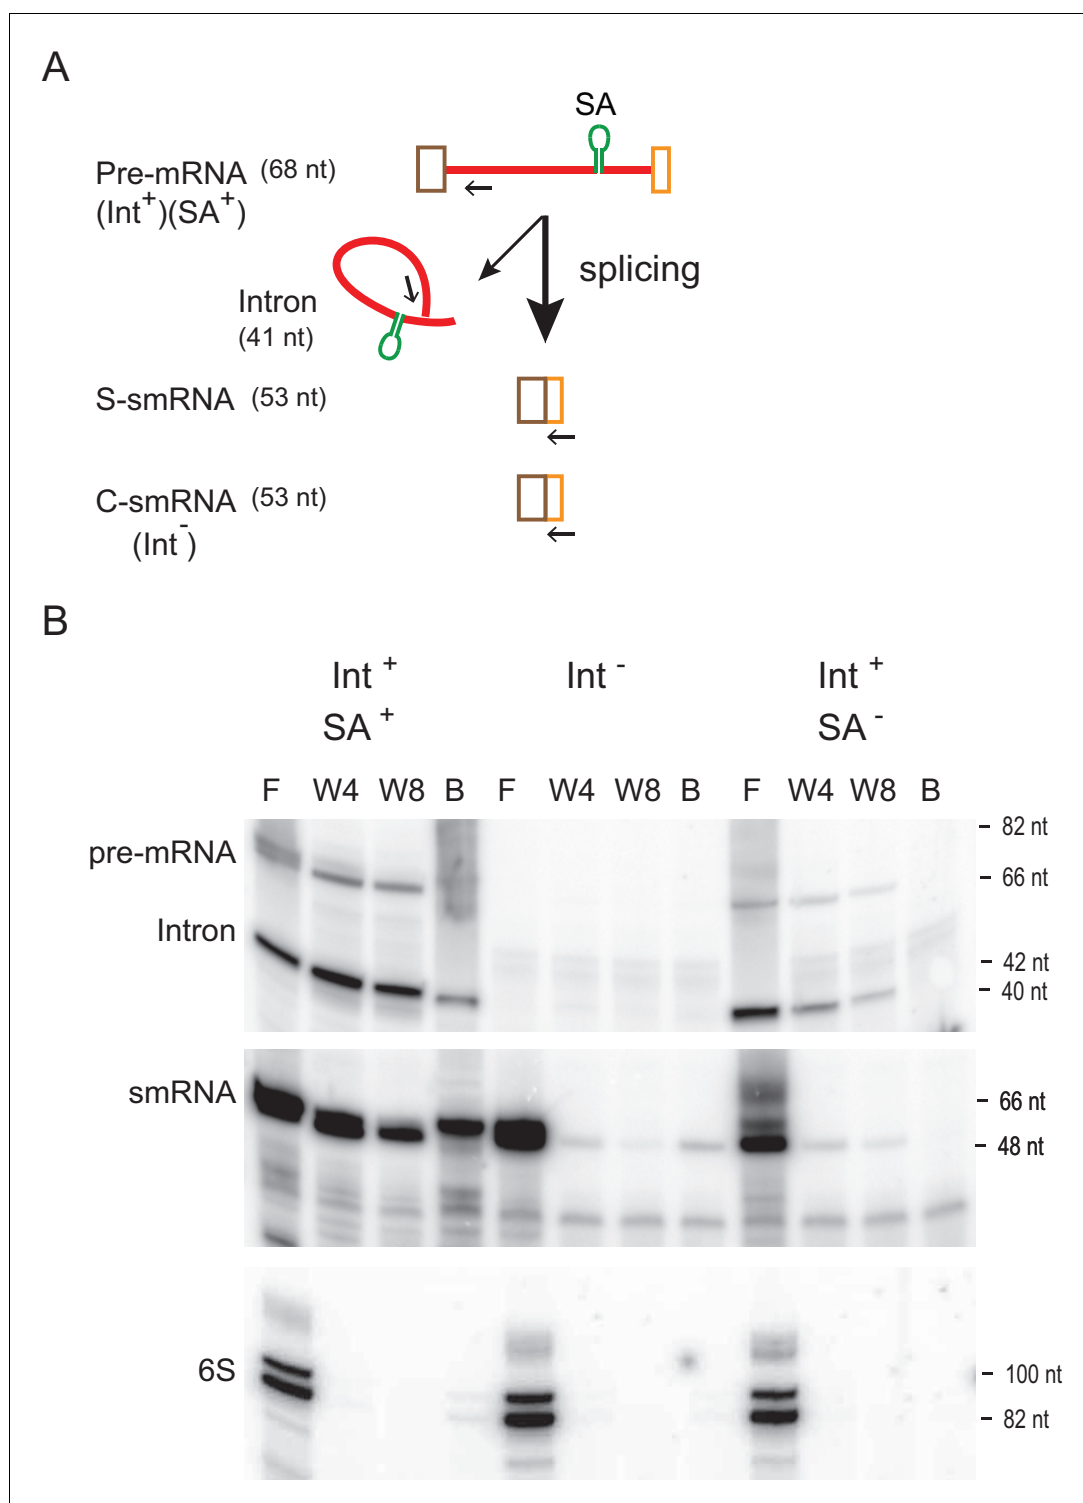 A
SA
Pre-mRNA (68 nt)
(Int+)(SA+)
splicing
Intron
(41 nt)
S-smRNA (53 nt)
C-smRNA (53 nt)
(Int-)
B
Int + Int - Int +
SA + SA -
F W4 W8 B F W4 W8 B F W4 W8 B
82 nt
pre-mRNA
66 nt
Intron
42 nt
40 nt
smRNA
66 nt
48 nt
6S
100 nt
82 nt